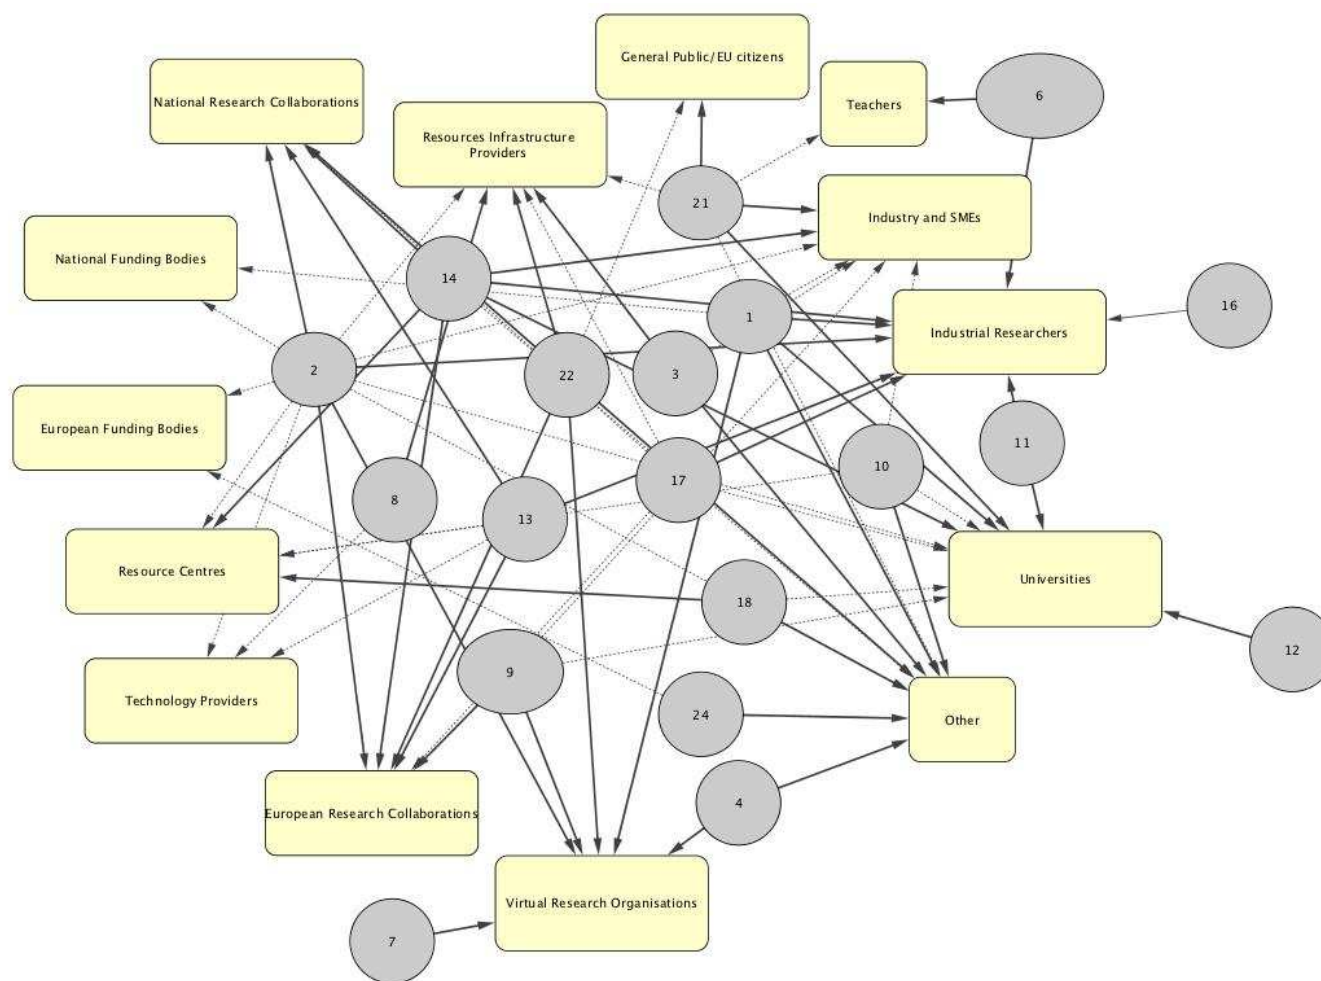 General Public/EU citizens
National Research Collaborations
Teachers
6
Resources Infrastructure
Providers
21
Industry and SMEs
National Funding Bodies
14
1
16
Industrial Researchers
2
22
3
European Funding Bodies
11
10
17
8
13
Resource Centres
Universities
18
12
9
Technology Providers
24
Other
4
European Research Collaborations
Virtual Research Organisations
7